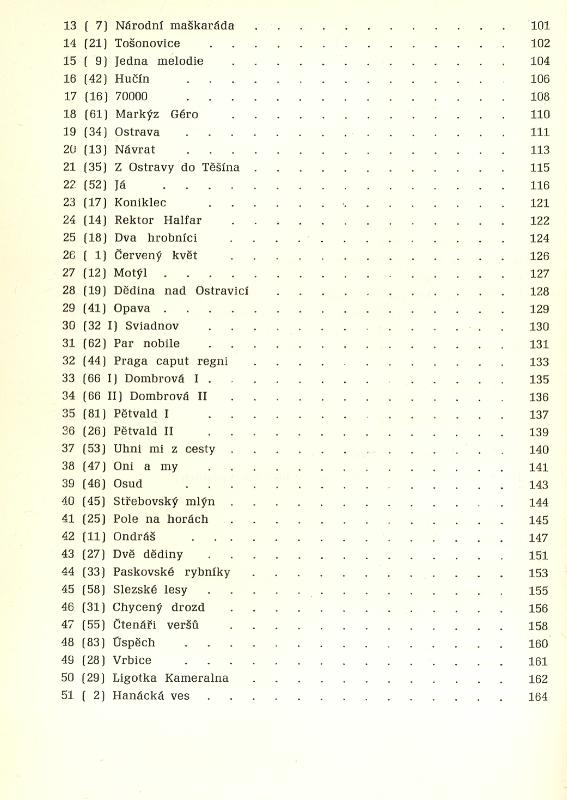 13 ( 7) Národní maškaráda . . . . . . . . . . . . 101
14 (21) Tošonovice . . . . . . . . . . . . . . 102
15 ( 9) Jedna melodie . . . . . . . . . . . . . 104
16 (42) Hučín . . . . . . . . . . . . . . . 106
17 (16) 70000 . . . . . . . . . . . . . . . 108
18 (61) Markýz Géro . . . . . . . . . . . . . 110
19 (34) Ostrava . . . . . . . . . . . . . . . 111
20 (13) Návrat . . . . . . . . . . . . . . . 113
21 (35) Z Ostravy do Těšína . . . . . . . . . . . . 115
22 (52) Já . . . . . . . . . . . . . . . . 116
23 (17) Koniklec . . . . . . . . . . . . . . 121
24 (14) Rektor Halfar . . . . . . . . . . . . . 122
25 (18) Dva hrobníci . . . . . . . . . . . . . 124
26 ( 1) Červený květ . . . . . . . . . . . . . 126
27 (12) Motýl . . . . . . . . . . . . . . . . 127
28 (19) Dědina nad Ostravicí . . . . . . . . . . 128
29 (41) Opava . . . . . . . . . . . . . . . . 129
30 (32 I) Sviadnov . . . . . . . . . . . . . . 130
31 (62) Par nobile . . . . . . . . . . . . . . 131
32 (44) Praga caput regni . . . . . . . . . . . . 133
33 (66 I) Dombrová I . . . . . . . . . . . . . . 135
34 (66 II) Dombrová II . . . . . . . . . . . . . 136
35 (81) Pětvald I . . . . . . . . . . . . . . 137
36 (26) Pětvald II . . . . . . . . . . . . . . 139
37 (53) Uhni mi z cesty . . . . . . . . . . . . . 140
38 (47) Oni a my . . . . . . . . . . . . . . 141
39 (46) Osud . . . . . . . . . . . . . . . 143
40 (45) Střebovský mlýn . . . . . . . . . . . . . 144
41 (25) Pole na horách . . . . . . . . . . . . . 145
42 (11) Ondráš . . . . . . . . . . . . . . . 147
43 (27) Dvě dědiny . . . . . . . . . . . . . . 151
44 (33) Paskovské rybníky . . . . . . . . . . . . 153
45 (58) Slezské lesy . . . . . . . . . . . . . . 155
46 (31) Chycený drozd . . . . . . . . . . . . . 156
47 (55) Čtenáři veršů . . . . . . . . . . . . . 158
48 (83) Úspěch . . . . . . . . . . . . . . . 160
49 (28) Vrbice . . . . . . . . . . . . . . . 161
50 (29) Ligotka Kameralna . . . . . . . . . . . . 162
51 ( 2) Hanácká ves . . . . . . . . . . . . . . 164